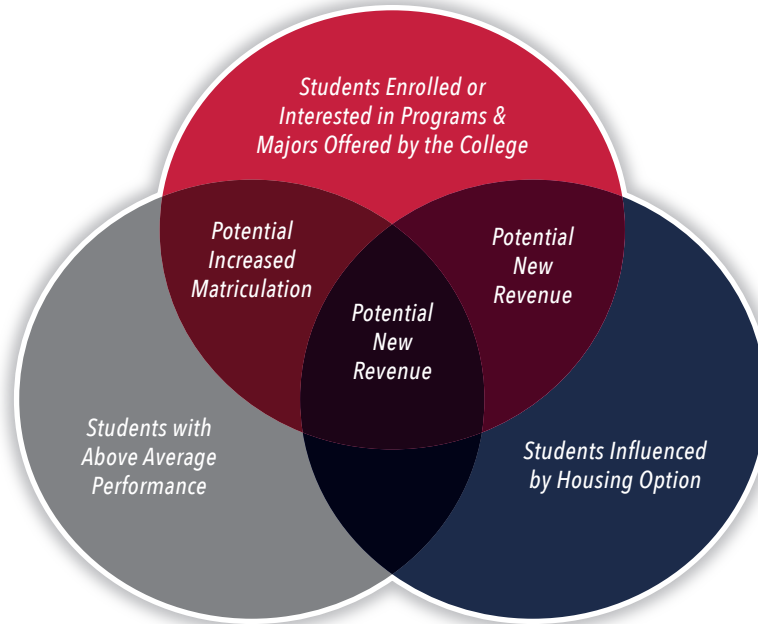 Students Enrolled or
Interested in Programs &
Majors Offered by the College
Potential
Increased
Matriculation
Potential
New
Revenue
Potential
New
Revenue
Students with
Above Average
Performance
Students Influenced
by Housing Option